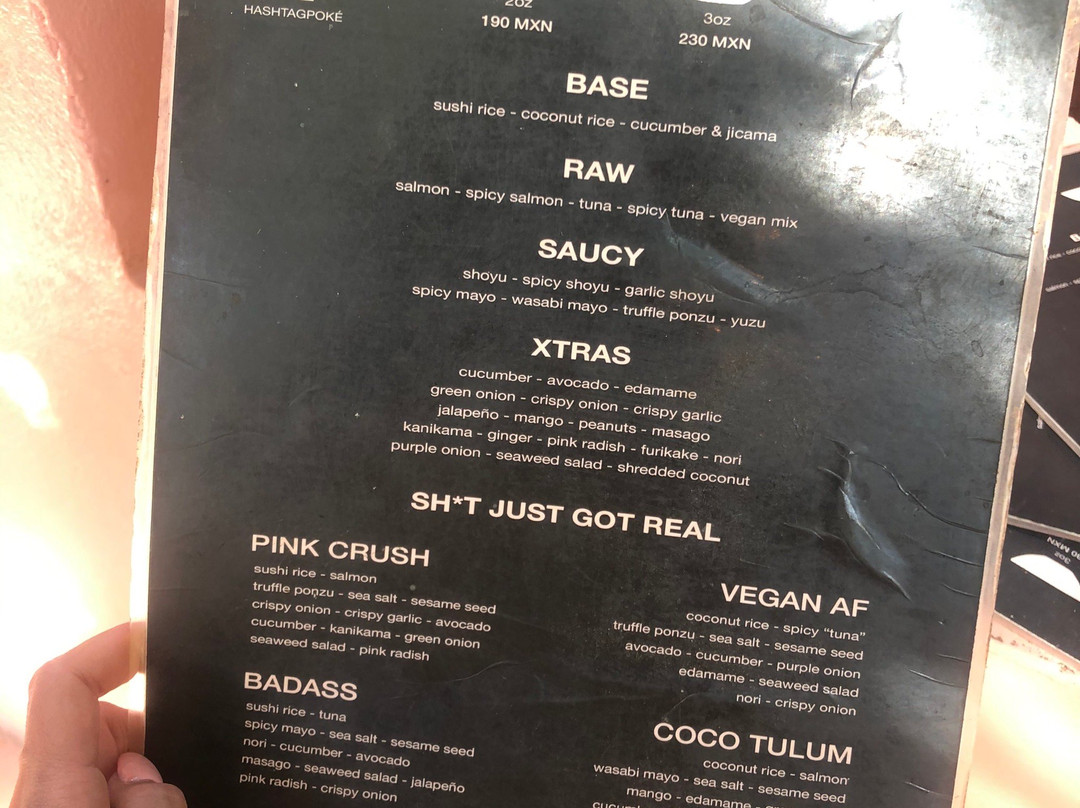 HASHTAGPOKÉ
2oz
190 MXN
3oz
230 MXN
BASE
sushi rice - coconut rice - cucumber & jicama
RAW
salmon - spicy salmon - tuna - spicy tuna - vegan mix
SAUCY
shoyu - spicy shoyu - garlic shoyu
spicy mayo - wasabi mayo - truffle ponzu - yuzu
XTRAS
cucumber - avocado - edamame
green onion - crispy onion - crispy garlic
jalapeño - mango - peanuts - masago
kanikama - ginger - pink radish - furikake - nori
purple onion - seaweed salad - shredded coconut
SH*T JUST GOT REAL
PINK CRUSH
sushi rice - salmon
truffle ponzu - sea salt - sesame seed
crispy onion - crispy garlic - avocado
cucumber - kanikama - green onion
seaweed salad - pink radish
BADASS
sushi rice - tuna
spicy mayo - sea salt - sesame seed
nori - cucumber - avocado
masago - seaweed salad - jalapeño
pink radish - crispy onion
VEGAN AF
coconut rice - spicy “tuna”
truffle ponzu - sea salt - sesame seed
avocado - cucumber - purple onion
edamame - seaweed salad
nori - crispy onion
COCO TULUM
coconut rice - salmon
wasabi mayo - sea salt - sesame seed
mango - edamame -
3oz
MXN